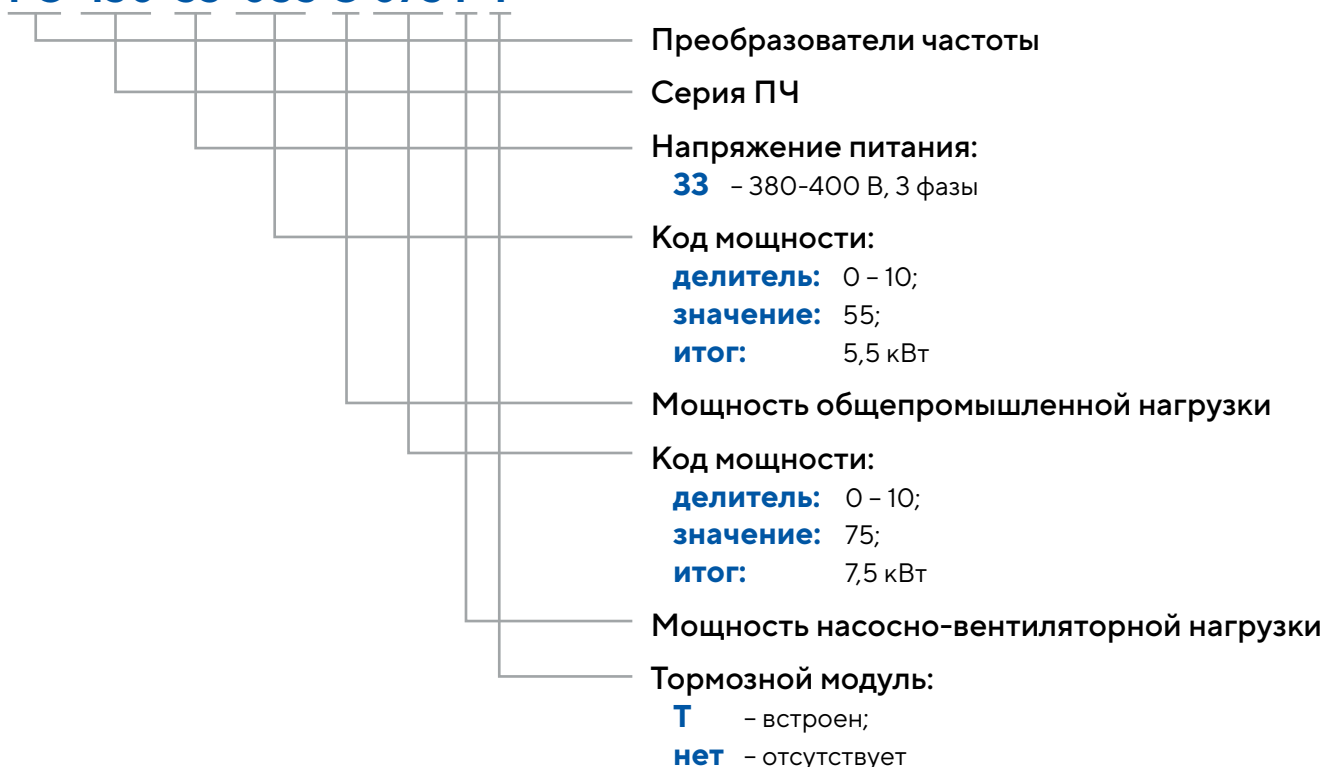 Преобразователи частоты
Серия ПЧ
Напряжение питания:
33 – 380-400 В, 3 фазы
Код мощности:
делитель: 0 – 10;
значение: 55;
итог: 5,5 кВт
Мощность общепромышленной нагрузки
Код мощности:
делитель: 0 – 10;
значение: 75;
итог: 7,5 кВт
Мощность насосно-вентиляторной нагрузки
Тормозной модуль:
Т – встроен;
нет – отсутствует